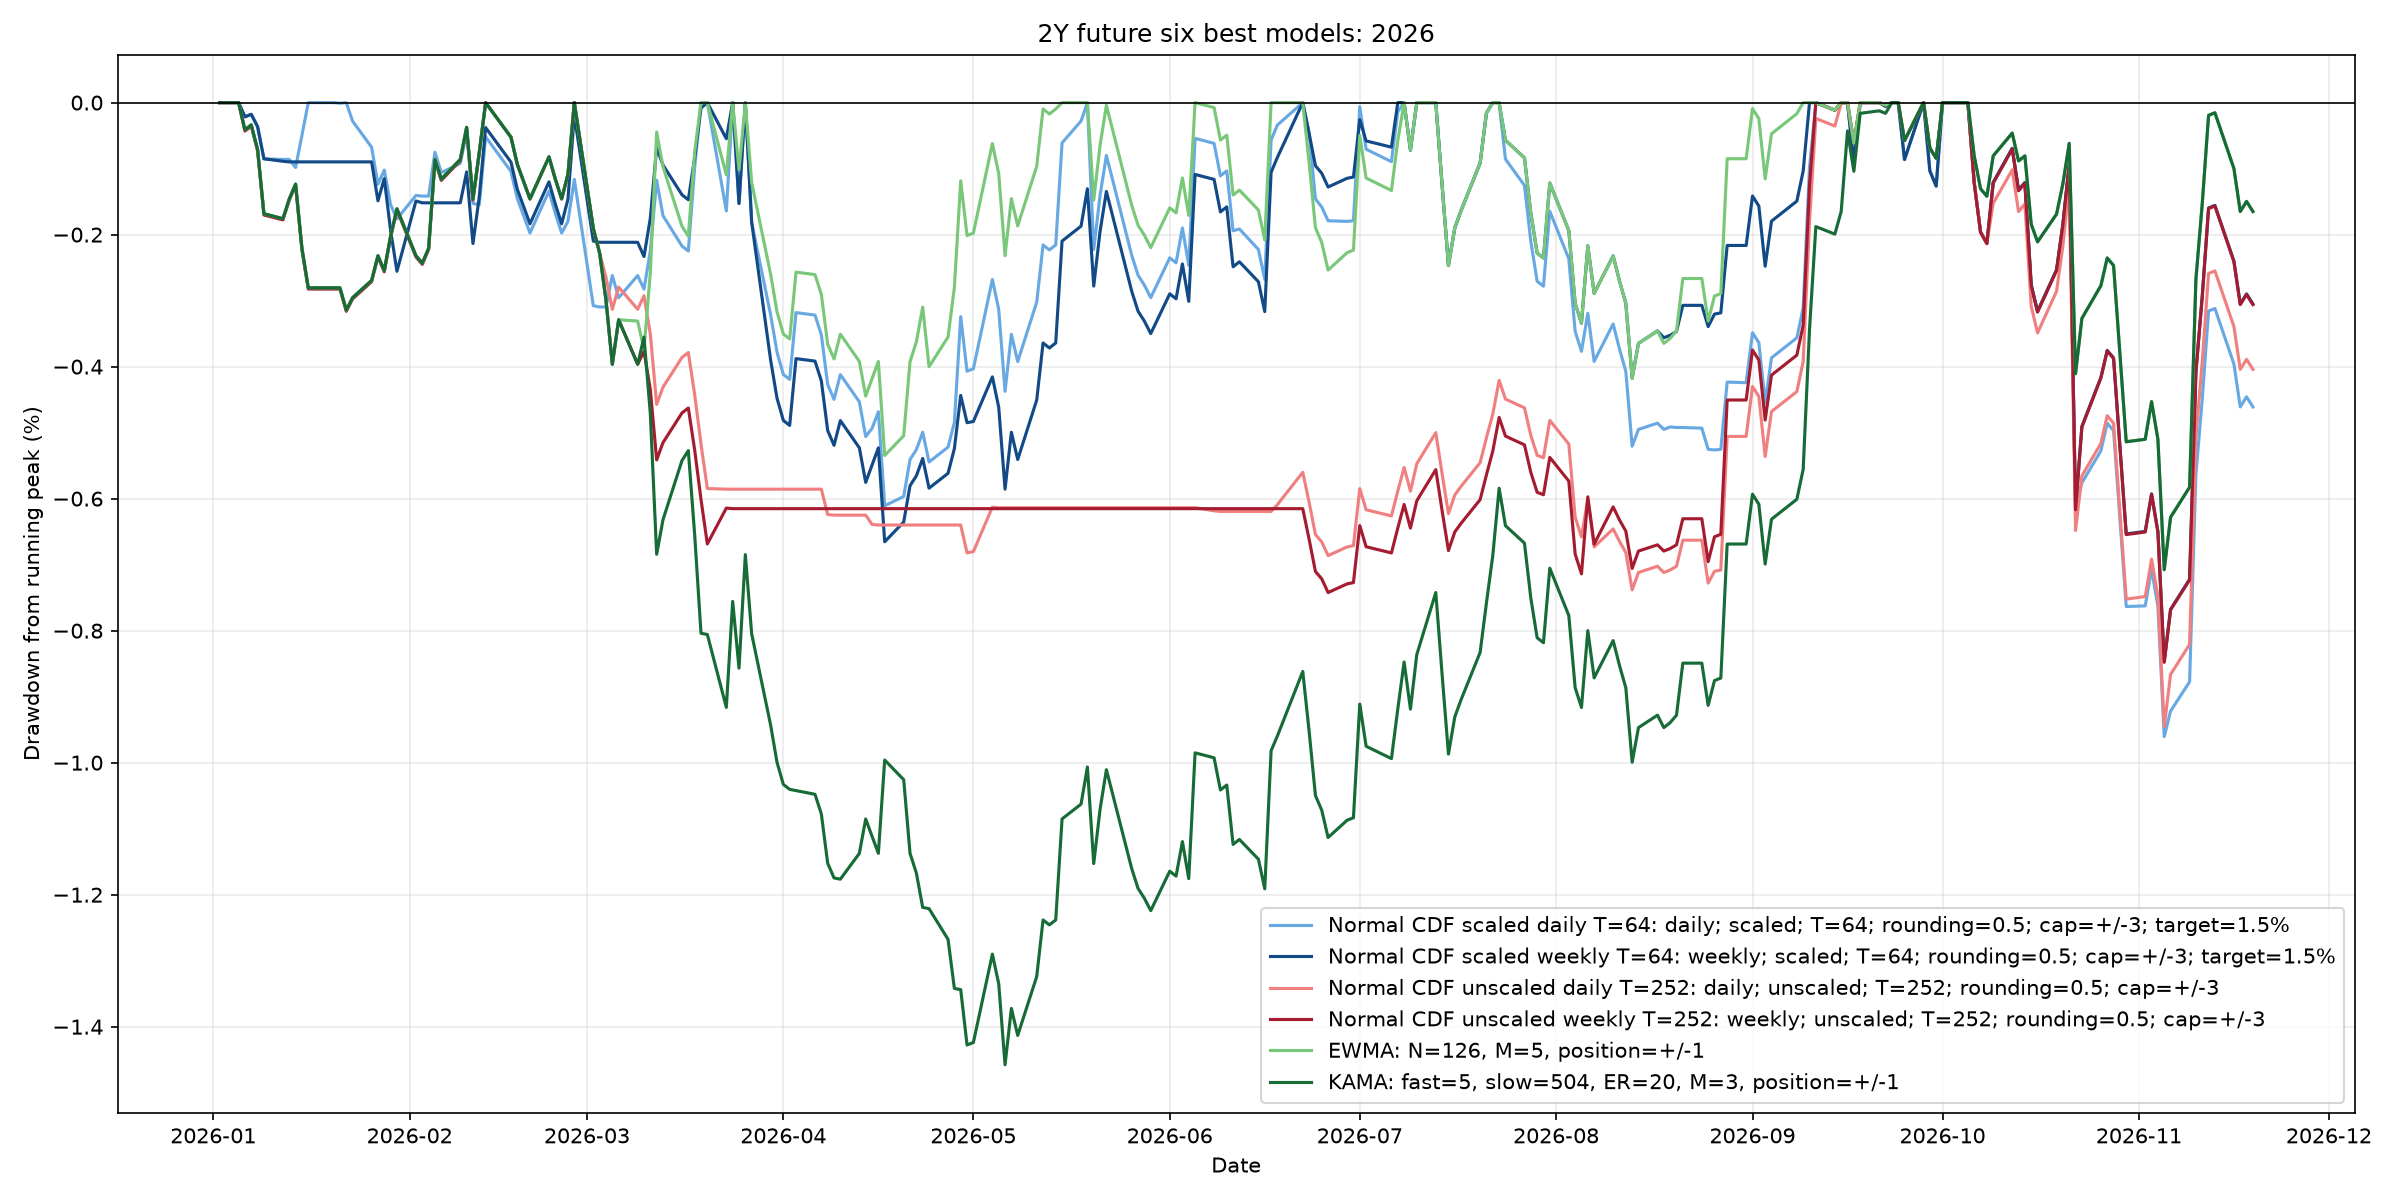 2Y future six best models: 2026
Drawdown from running peak (%)
0.0
−0.2
−0.4
−0.6
−0.8
−1.0
−1.2
−1.4
Normal CDF scaled daily T=64: daily; scaled; T=64; rounding=0.5; cap=+/-3; target=1.5%
Normal CDF scaled weekly T=64: weekly; scaled; T=64; rounding=0.5; cap=+/-3; target=1.5%
Normal CDF unscaled daily T=252: daily; unscaled; T=252; rounding=0.5; cap=+/-3
Normal CDF unscaled weekly T=252: weekly; unscaled; T=252; rounding=0.5; cap=+/-3
EWMA: N=126, M=5, position=+/-1
KAMA: fast=5, slow=504, ER=20, M=3, position=+/-1
2026-01 2026-02 2026-03 2026-04 2026-05 2026-06 2026-07 2026-08 2026-09 2026-10 2026-11 2026-12
Date